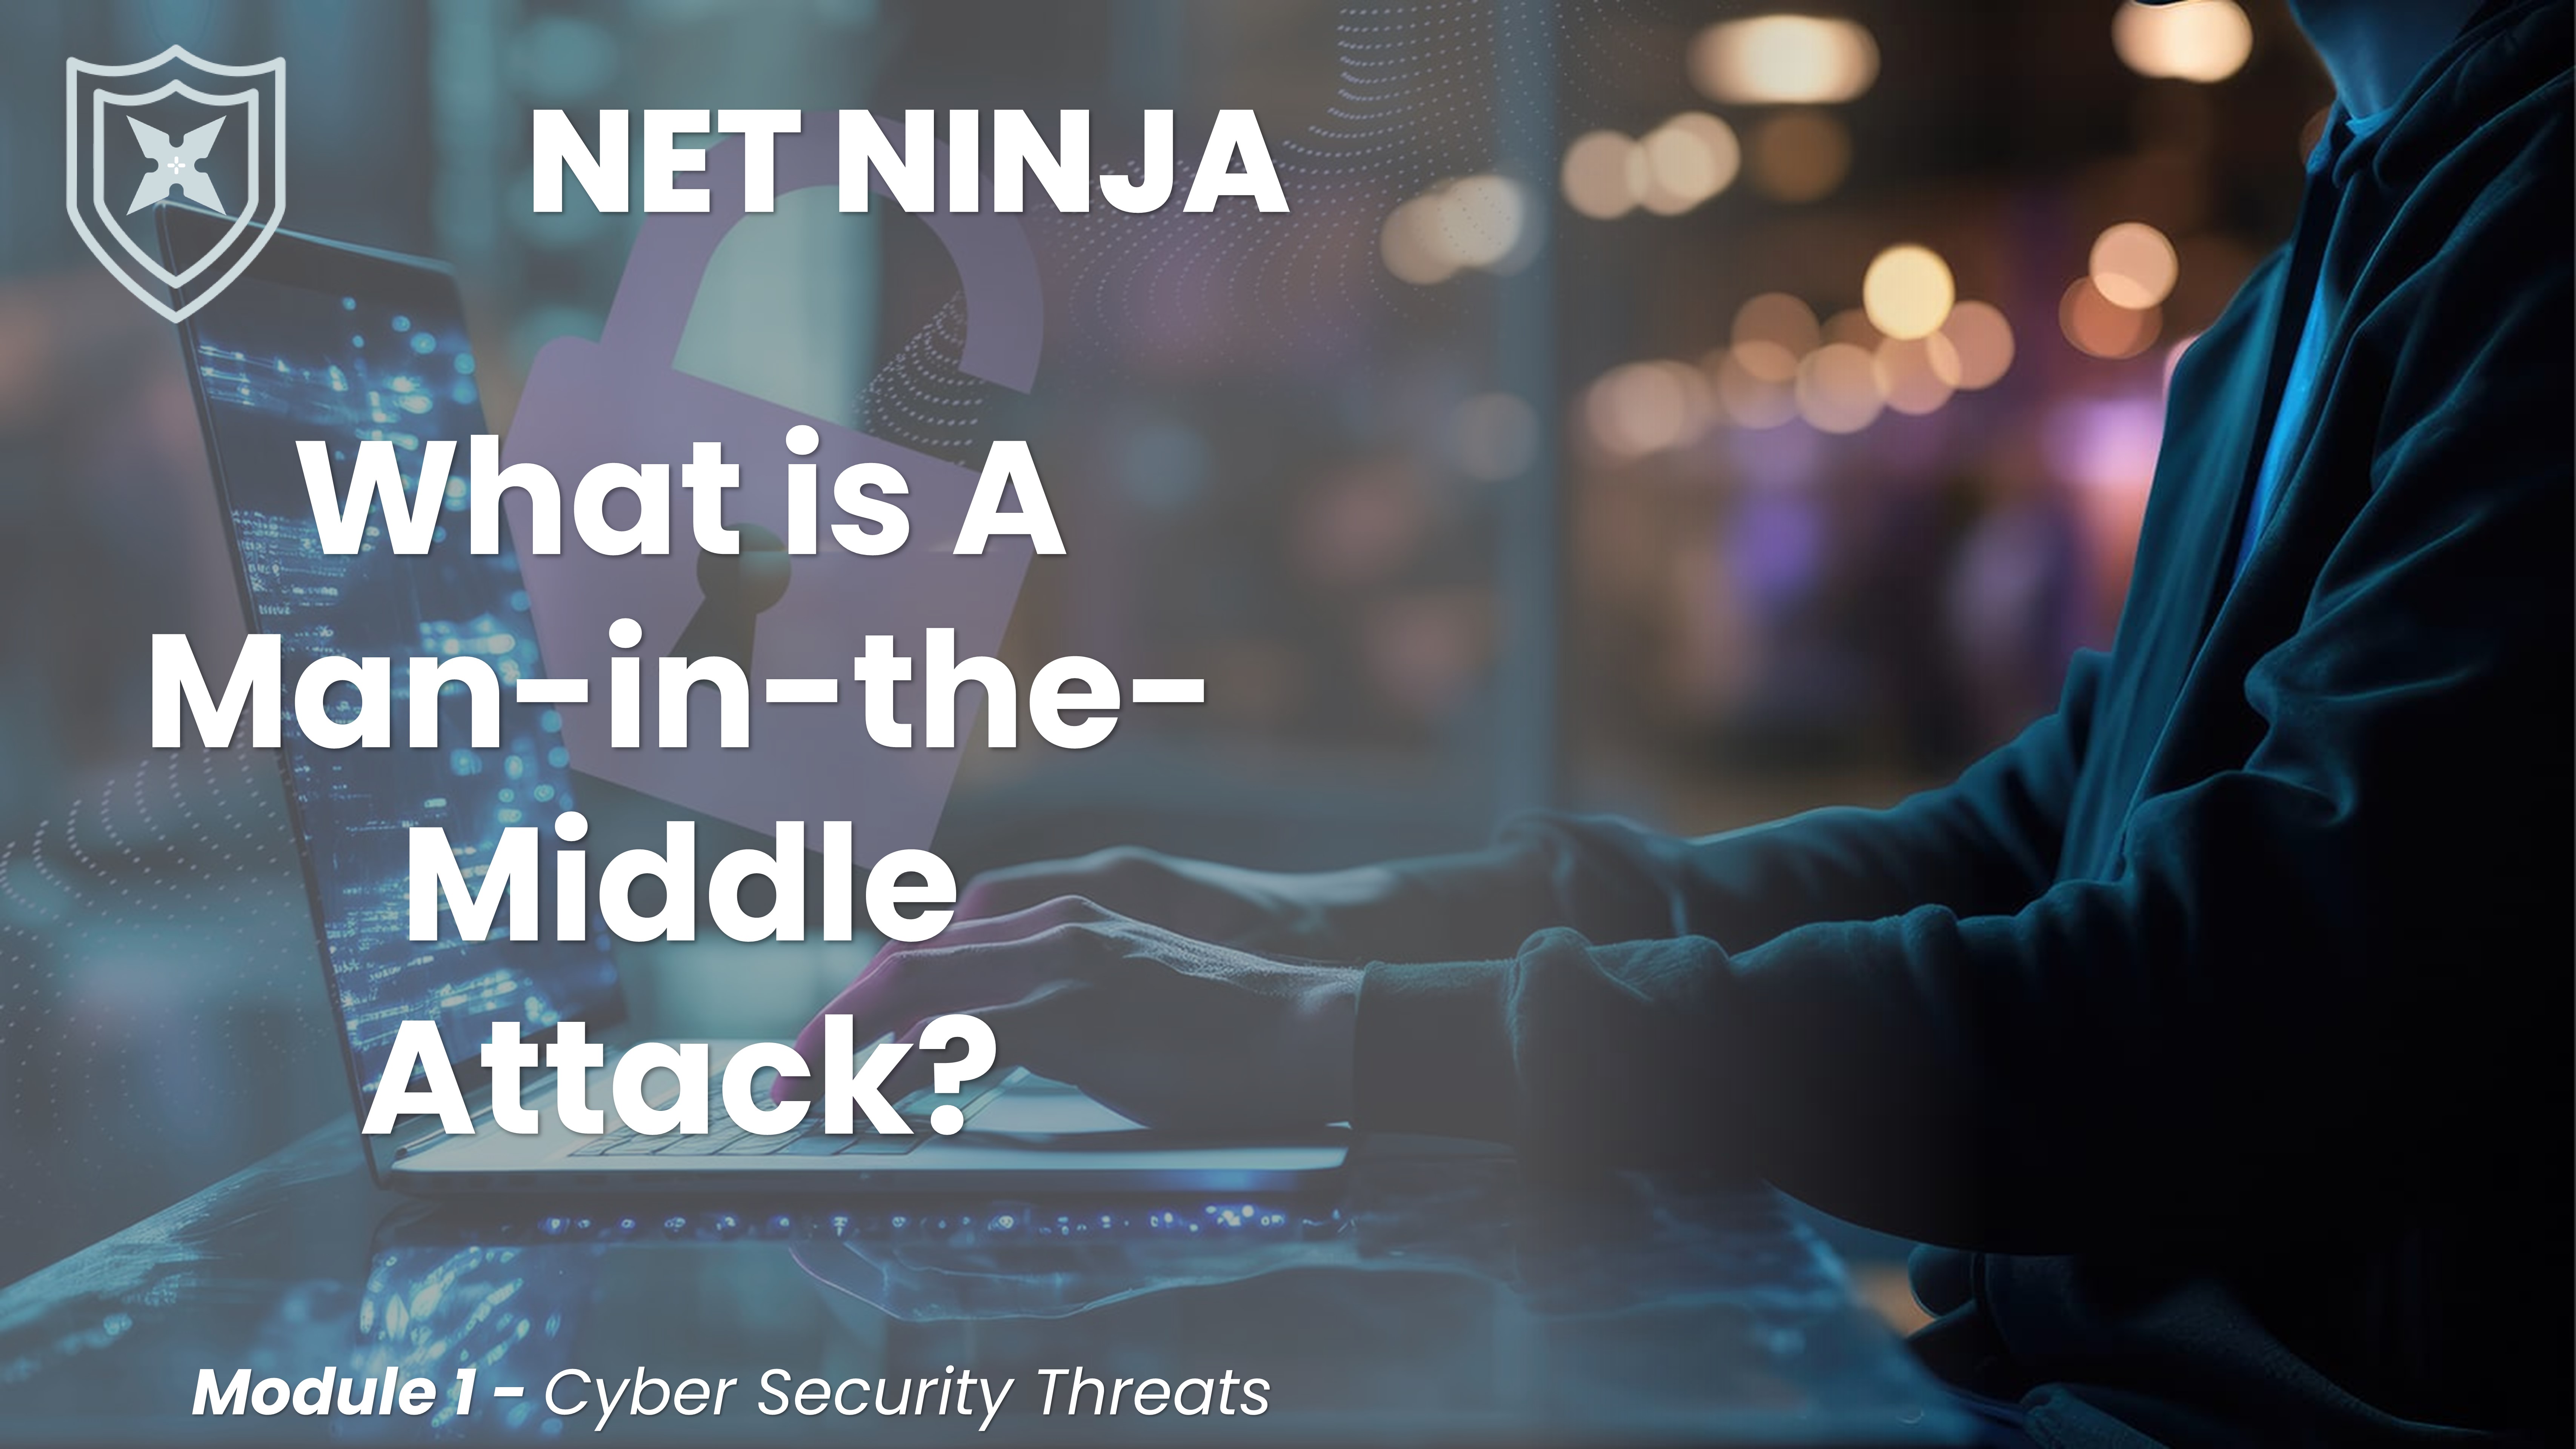 NET NINJA
What is A
Man-in-the-
Middle
Attack?
Module 1 - Cyber Security Threats